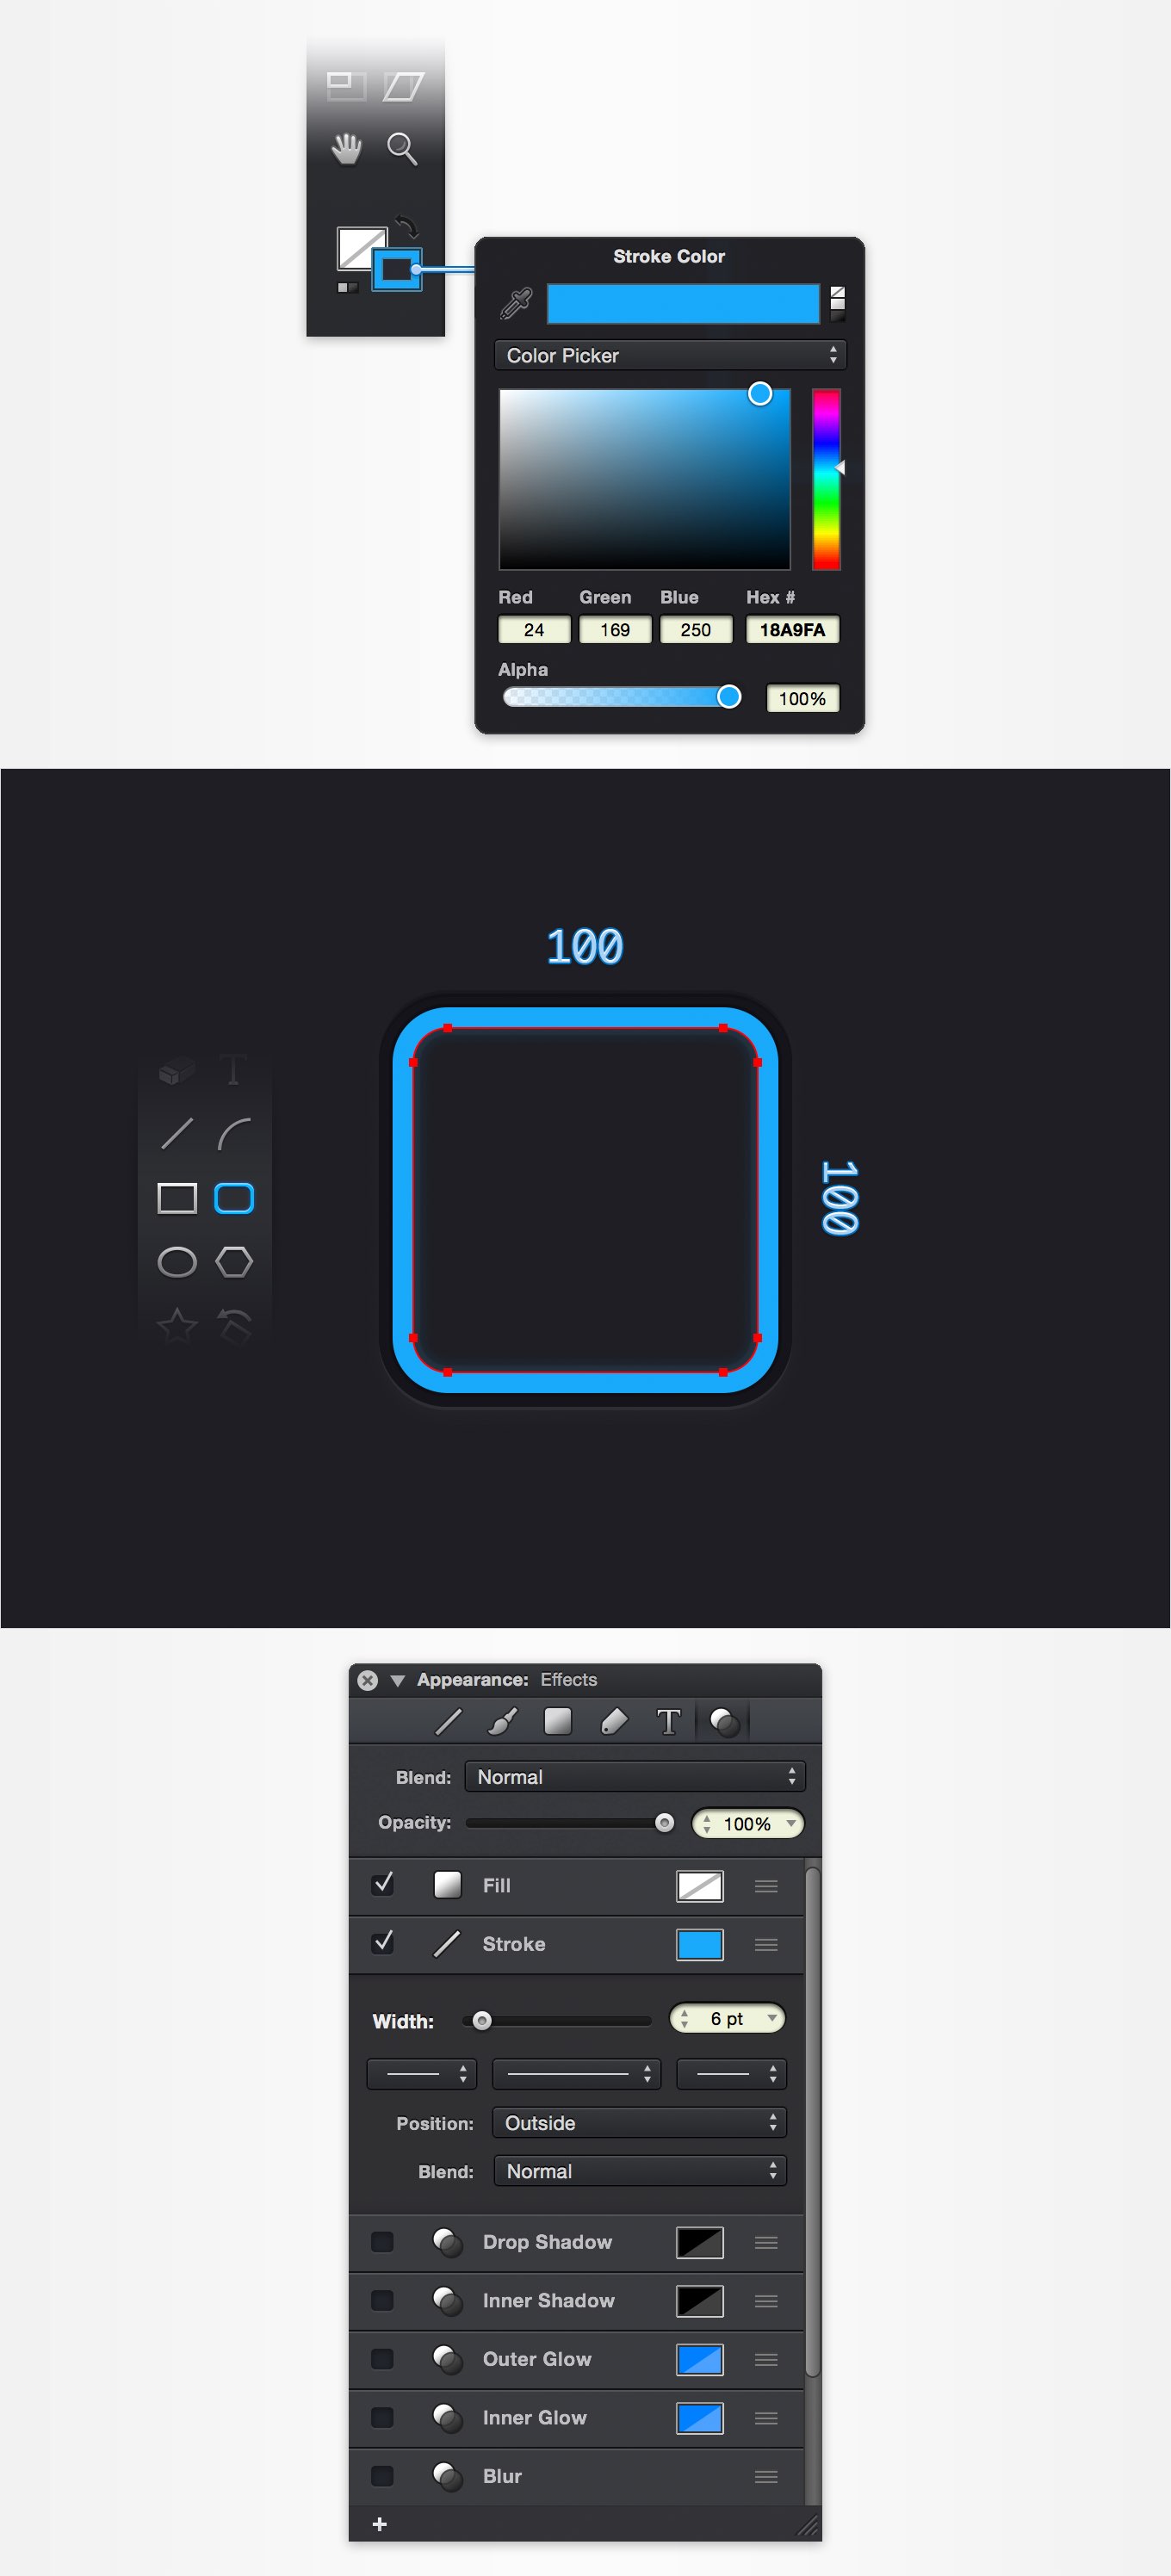 Stroke Color
Color Picker
Red Green Blue Hex #
24 169 250 18A9FA
Alpha
100%
100
100
Appearance: Effects
Blend: Normal
Opacity: 100%
Fill
Stroke
Width: 6 pt
Position: Outside
Blend: Normal
Drop Shadow
Inner Shadow
Outer Glow
Inner Glow
Blur